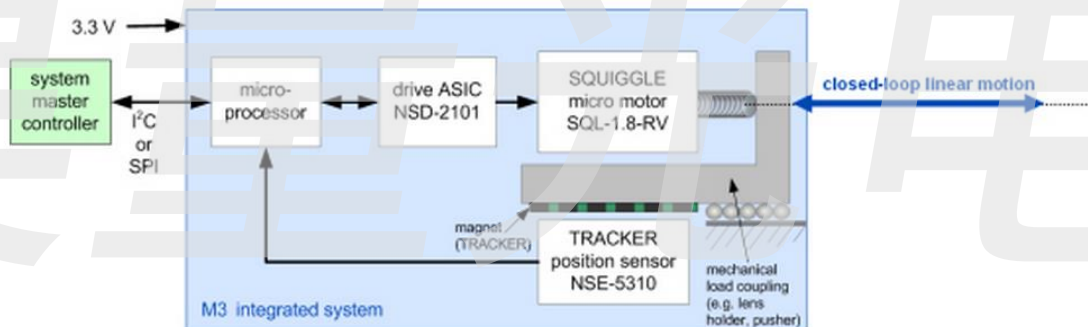 3.3 V
system
master
controller
I²C
or
SPI
micro-
processor
drive ASIC
NSD-2101
SQUIGGLE
micro motor
SQL-1.8-RV
closed-loop linear motion
magnet
(TRACKER)
TRACKER
position sensor
NSE-5310
mechanical
load coupling
(e.g. lens
holder, pusher)
M3 integrated system